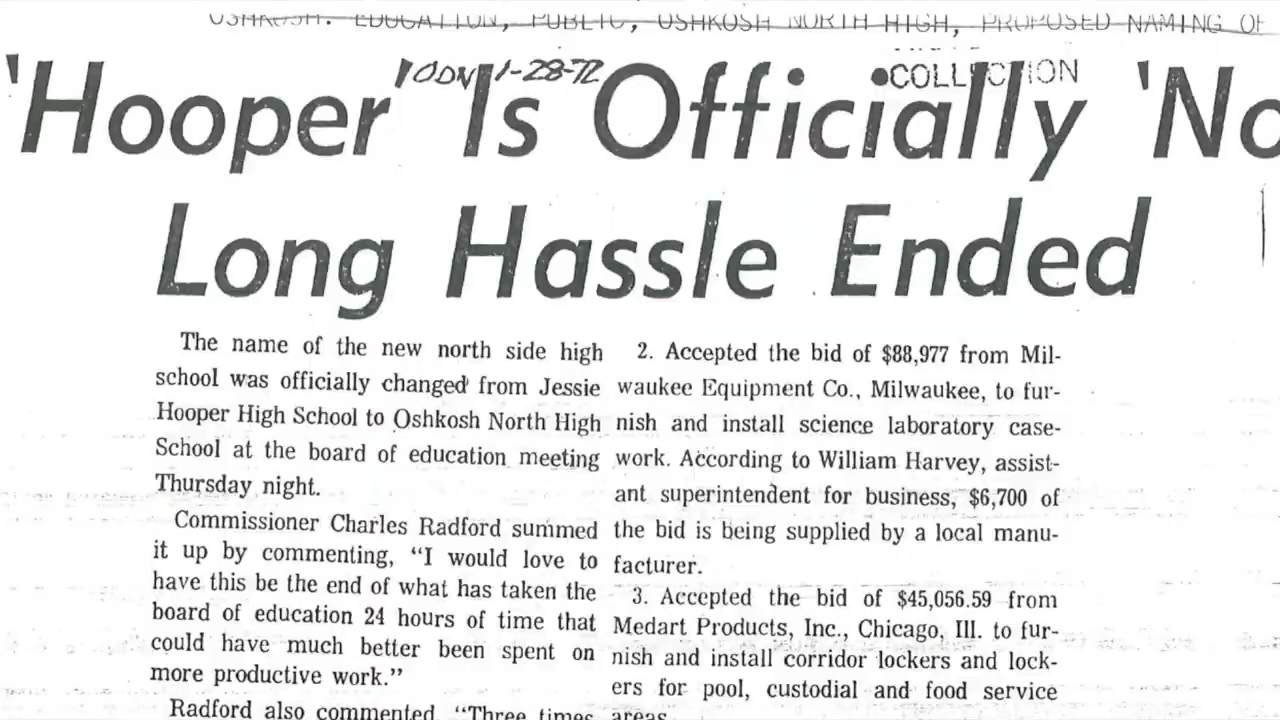 OSHKOSH. EDUCATION, PUBLIC, OSHKOSH NORTH HIGH, PROPOSED NAMING OF
1-28-72
COLLECTION
'Hooper' Is Officially 'No
Long Hassle Ended
The name of the new north side high
school was officially changed from Jessie
Hooper High School to Oshkosh North High
School at the board of education meeting
Thursday night.
Commissioner Charles Radford summed
it up by commenting, “I would love to
have this be the end of what has taken the
board of education 24 hours of time that
could have much better been spent on
more productive work.”
Radford also commented, “Three times
2. Accepted the bid of $88,977 from Mil-
waukee Equipment Co., Milwaukee, to fur-
nish and install science laboratory case-
work. According to William Harvey, assist-
ant superintendent for business, $6,700 of
the bid is being supplied by a local manu-
facturer.
3. Accepted the bid of $45,056.59 from
Medart Products, Inc., Chicago, Ill. to fur-
nish and install corridor lockers and lock-
ers for pool, custodial and food service
areas.